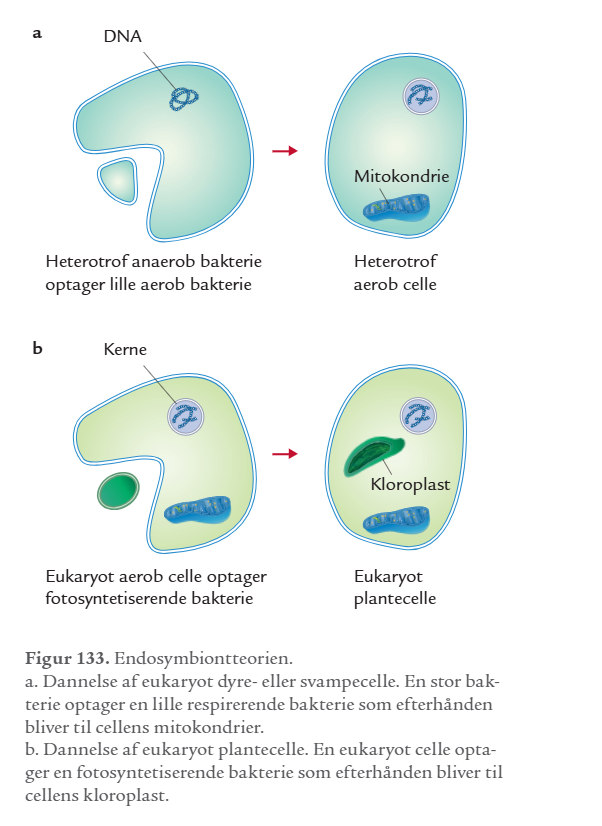 a
DNA
Mitokondrie
Heterotrof anaerob bakterie
optager lille aerob bakterie
Heterotrof
aerob celle
b
Kerne
Kloroplast
Eukaryot aerob celle optager
fotosyntetiserende bakterie
Eukaryot
plantecelle
Figur 133. Endosymbiontteorien.
a. Dannelse af eukaryot dyre- eller svampecelle. En stor bak-
terie optager en lille respirerende bakterie som efterhånden
bliver til cellens mitokondrier.
b. Dannelse af eukaryot plantecelle. En eukaryot celle opta-
ger en fotosyntetiserende bakterie som efterhånden bliver til
cellens kloroplast.